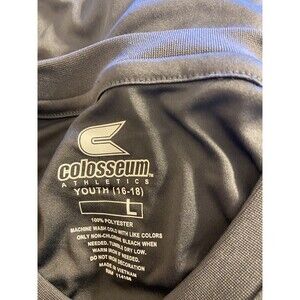 colosseum
ATHLETICS
YOUTH (16-18)
L
100% POLYESTER
MACHINE WASH COLD WITH LIKE COLORS
ONLY NON-CHLORINE BLEACH WHEN
NEEDED. TUMBLE DRY LOW.
WARM IRON IF NEEDED.
DO NOT IRON DECORATION
MADE IN VIETNAM